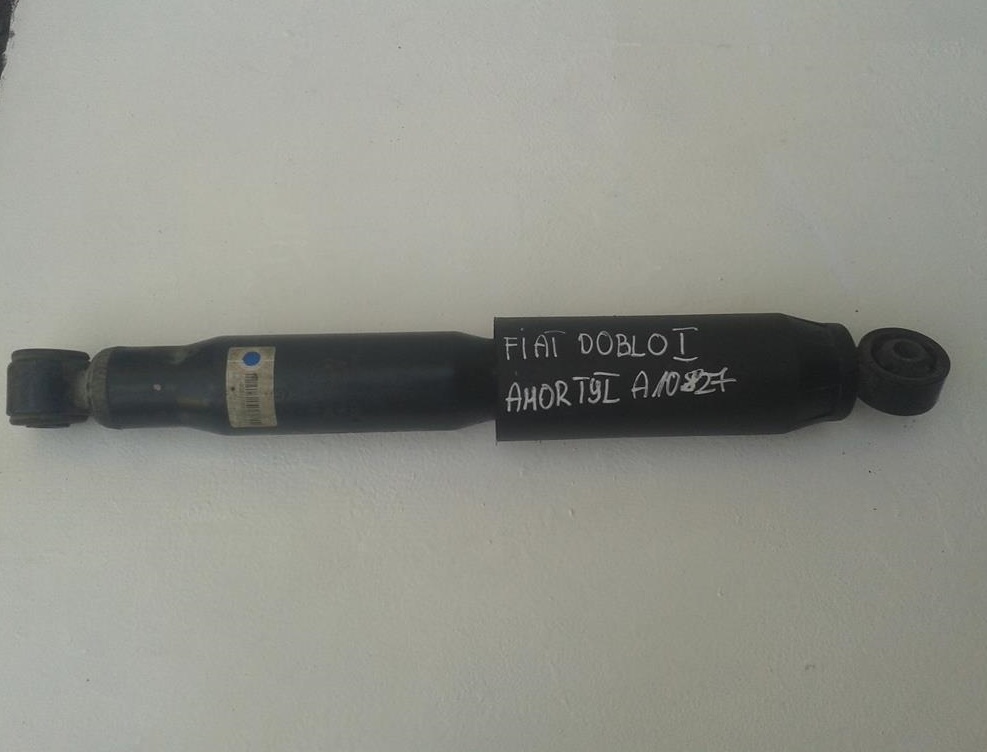 FIAT DOBLO I
AMORTYL A10827